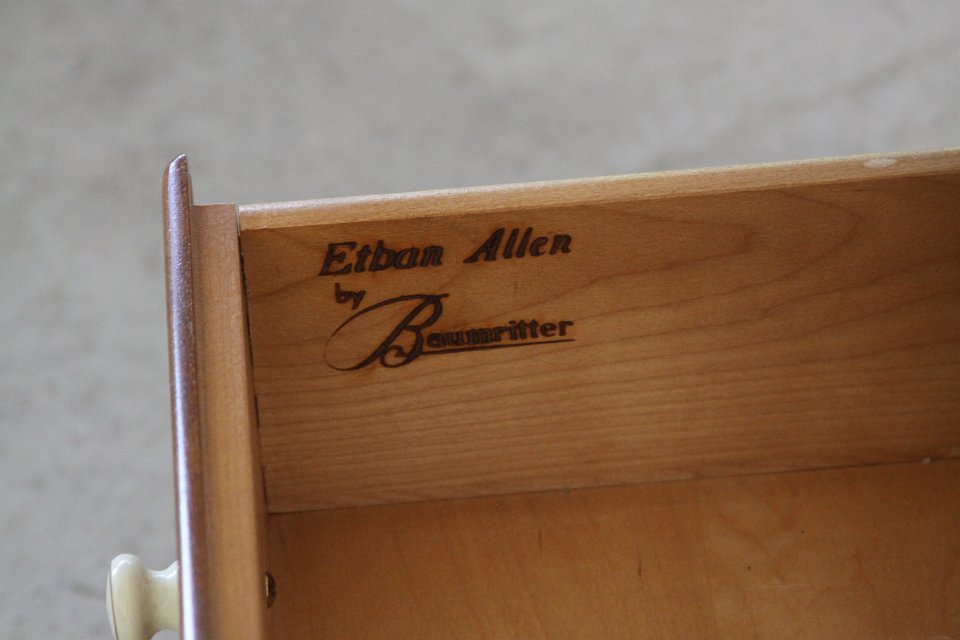 Ethan Allen
by
Baumritter